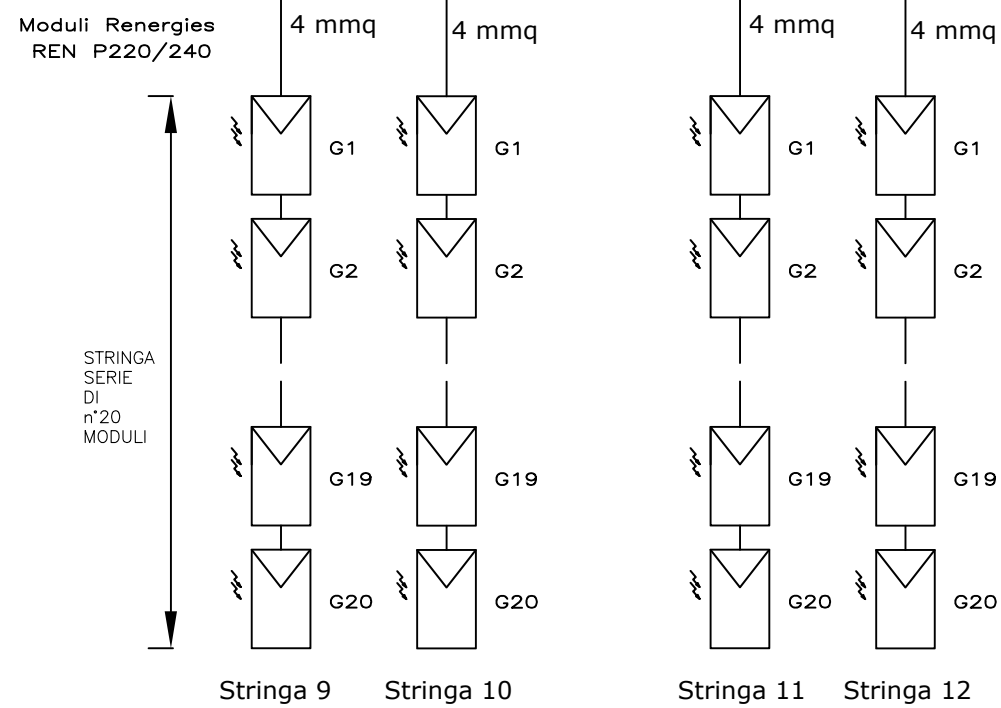 Moduli Renergies
REN P220/240
4 mmq
4 mmq
4 mmq
4 mmq
G1
G1
G1
G1
G2
G2
G2
G2
STRINGA
SERIE
DI
n°20
MODULI
G19
G19
G19
G19
G20
G20
G20
G20
Stringa 9
Stringa 10
Stringa 11
Stringa 12